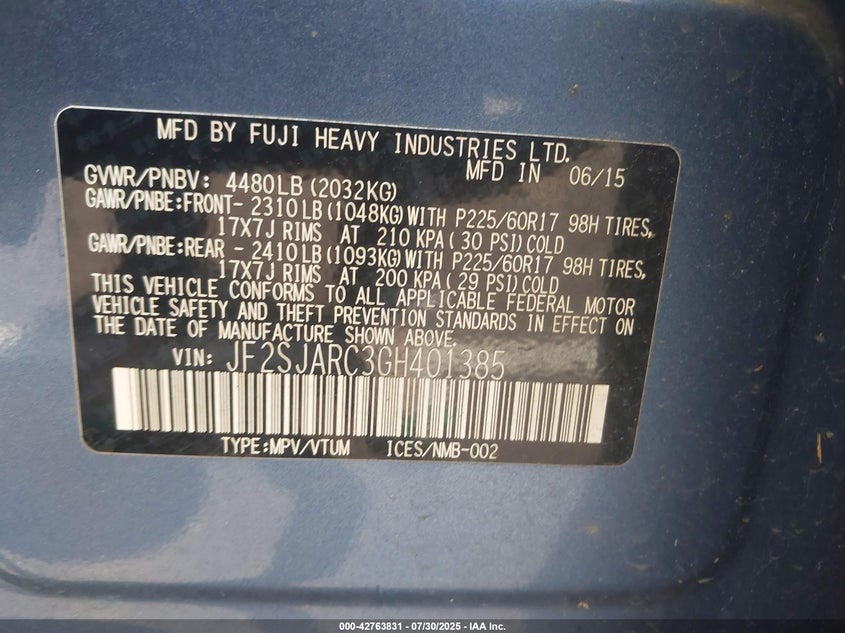 MFD BY FUJI HEAVY INDUSTRIES LTD.
MFD IN 06/15
GVWR/PNBV: 4480LB (2032KG)
GAWR/PNBE:FRONT- 2310LB (1048KG) WITH P225/60R17 98H TIRES,
17X7J RIMS AT 210 KPA ( 30 PSI) COLD
GAWR/PNBE:REAR - 2410LB (1093KG) WITH P225/60R17 98H TIRES,
17X7J RIMS AT 200 KPA ( 29 PSI) COLD
THIS VEHICLE CONFORMS TO ALL APPLICABLE FEDERAL MOTOR
VEHICLE SAFETY AND THEFT PREVENTION STANDARDS IN EFFECT ON
THE DATE OF MANUFACTURE SHOWN ABOVE.
VIN: JF2SJARC3GH401385
TYPE:MPV/VTUM ICES/NMB-002
000-42763831 - 07/30/2025 - IAA Inc.